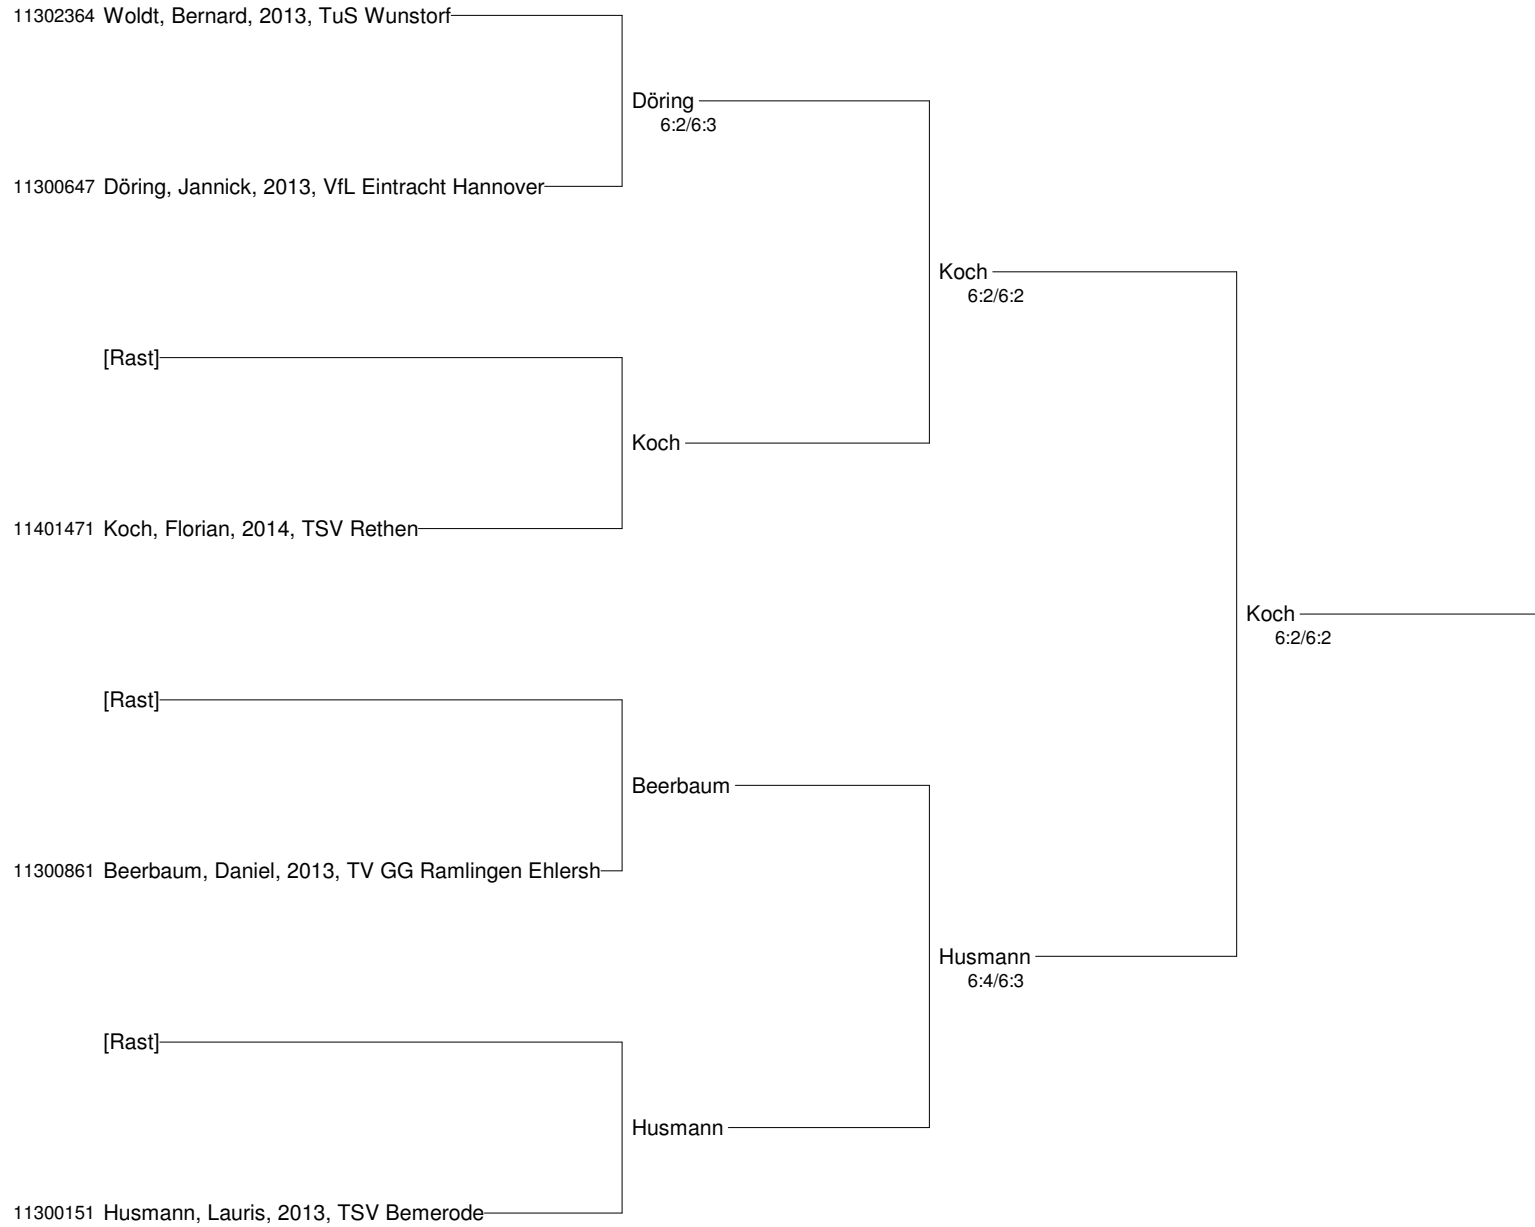 11302364 Woldt, Bernard, 2013, TuS Wunstorf
Döring
6:2/6:3
11300647 Döring, Jannick, 2013, VfL Eintracht Hannover
Koch
6:2/6:2
[Rast]
Koch
11401471 Koch, Florian, 2014, TSV Rethen
Koch
6:2/6:2
[Rast]
Beerbaum
11300861 Beerbaum, Daniel, 2013, TV GG Ramlingen Ehlersh
Husmann
6:4/6:3
[Rast]
Husmann
11300151 Husmann, Lauris, 2013, TSV Bemerode